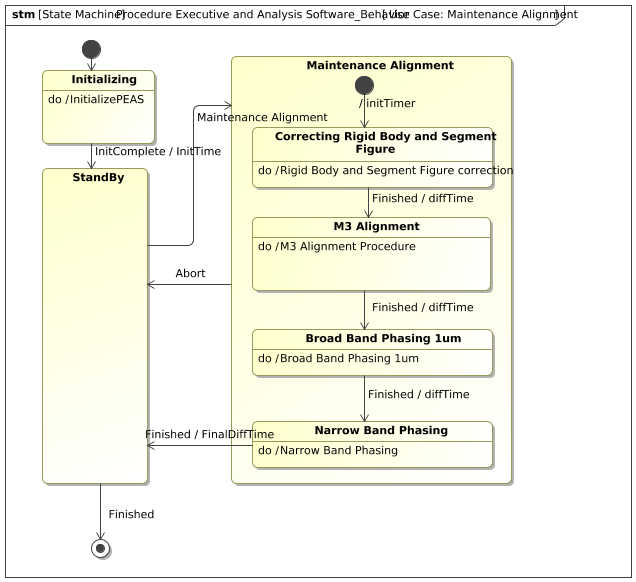 stm [State Machine] Procedure Executive and Analysis Software_Behavior [ Use Case: Maintenance Alignment ]
Initializing
do / InitializePEAS
InitComplete / InitTime
StandBy
Maintenance Alignment
Maintenance Alignment
/ initTimer
Correcting Rigid Body and Segment
Figure
do / Rigid Body and Segment Figure correction
Finished / diffTime
M3 Alignment
do / M3 Alignment Procedure
Abort
Finished / diffTime
Broad Band Phasing 1um
do / Broad Band Phasing 1um
Finished / diffTime
Narrow Band Phasing
do / Narrow Band Phasing
Finished / FinalDiffTime
Finished